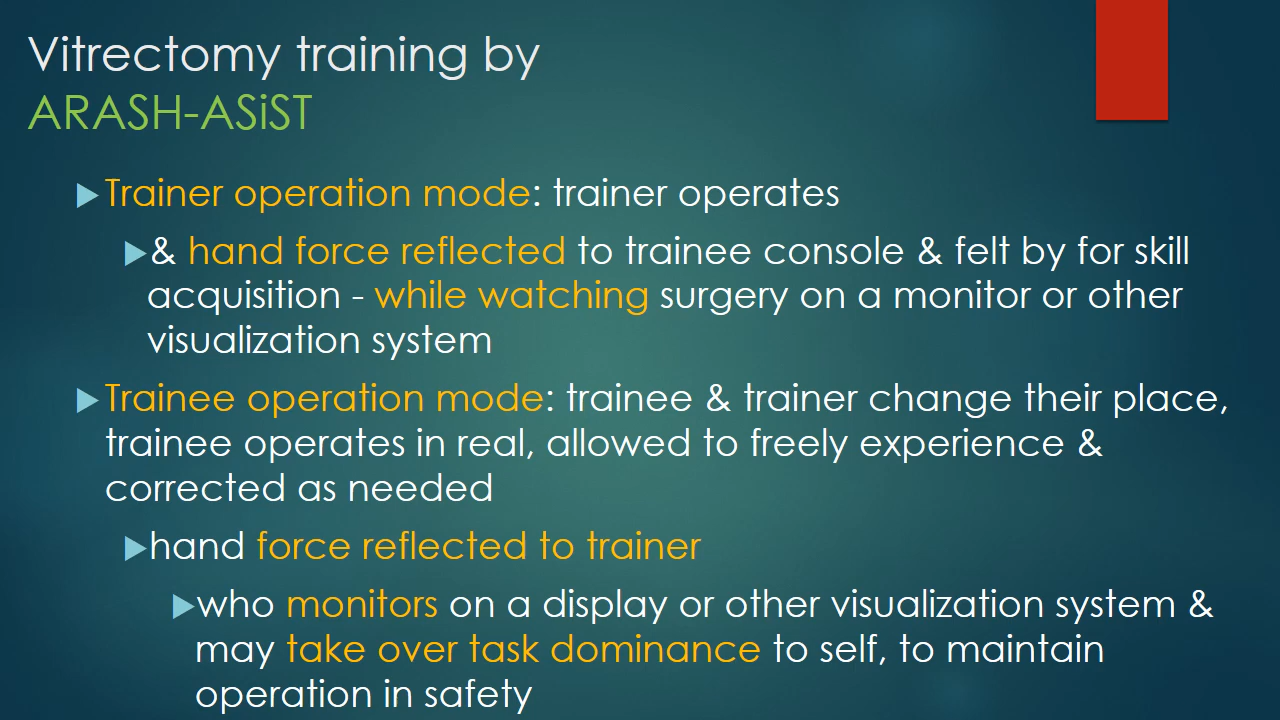 Vitrectomy training by
ARASH-ASiST
Trainer operation mode: trainer operates
& hand force reflected to trainee console & felt by for skill
acquisition - while watching surgery on a monitor or other
visualization system
Trainee operation mode: trainee & trainer change their place,
trainee operates in real, allowed to freely experience &
corrected as needed
hand force reflected to trainer
who monitors on a display or other visualization system &
may take over task dominance to self, to maintain
operation in safety